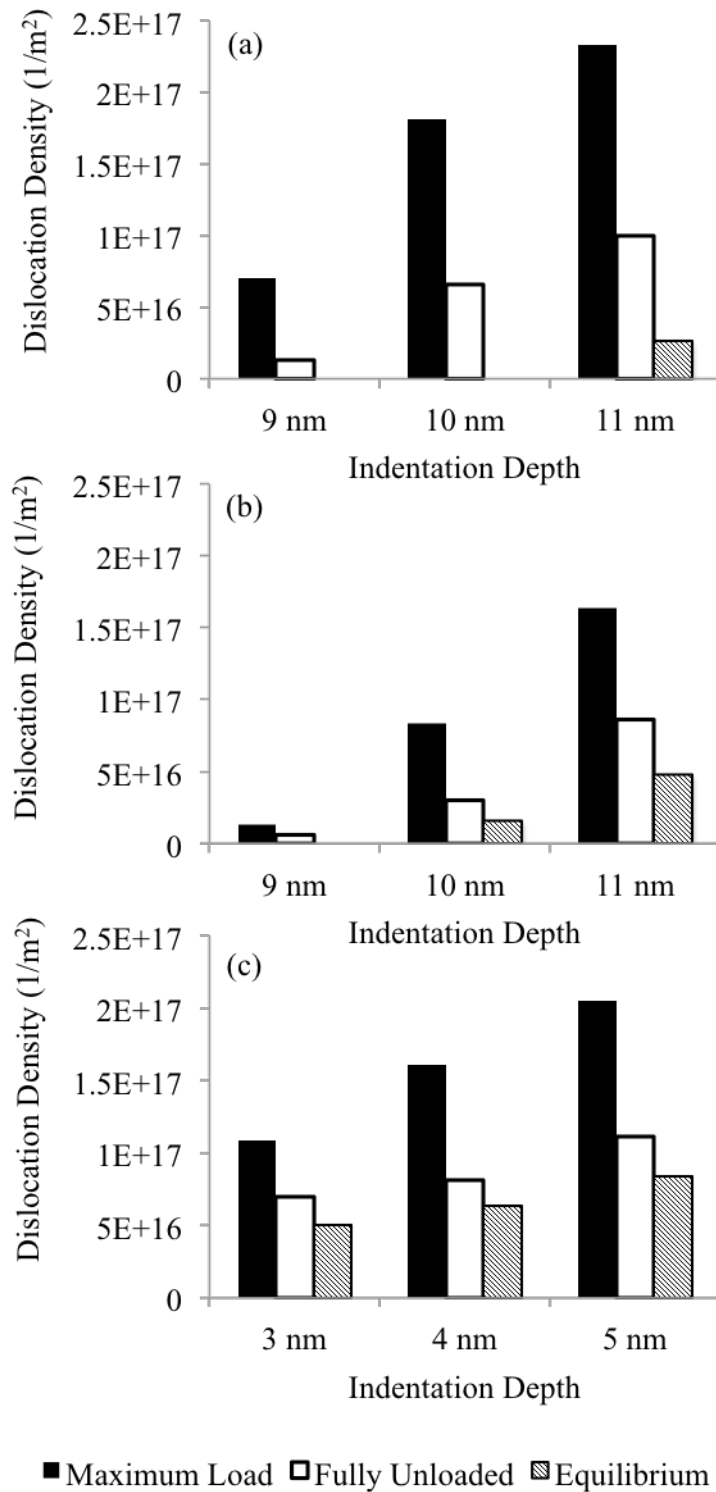 (a)
Dislocation Density (1/m²)
2.5E+17
2E+17
1.5E+17
1E+17
5E+16
0
9 nm 10 nm 11 nm
Indentation Depth
(b)
Dislocation Density (1/m²)
2.5E+17
2E+17
1.5E+17
1E+17
5E+16
0
9 nm 10 nm 11 nm
Indentation Depth
(c)
Dislocation Density (1/m²)
2.5E+17
2E+17
1.5E+17
1E+17
5E+16
0
3 nm 4 nm 5 nm
Indentation Depth
Maximum Load Fully Unloaded Equilibrium